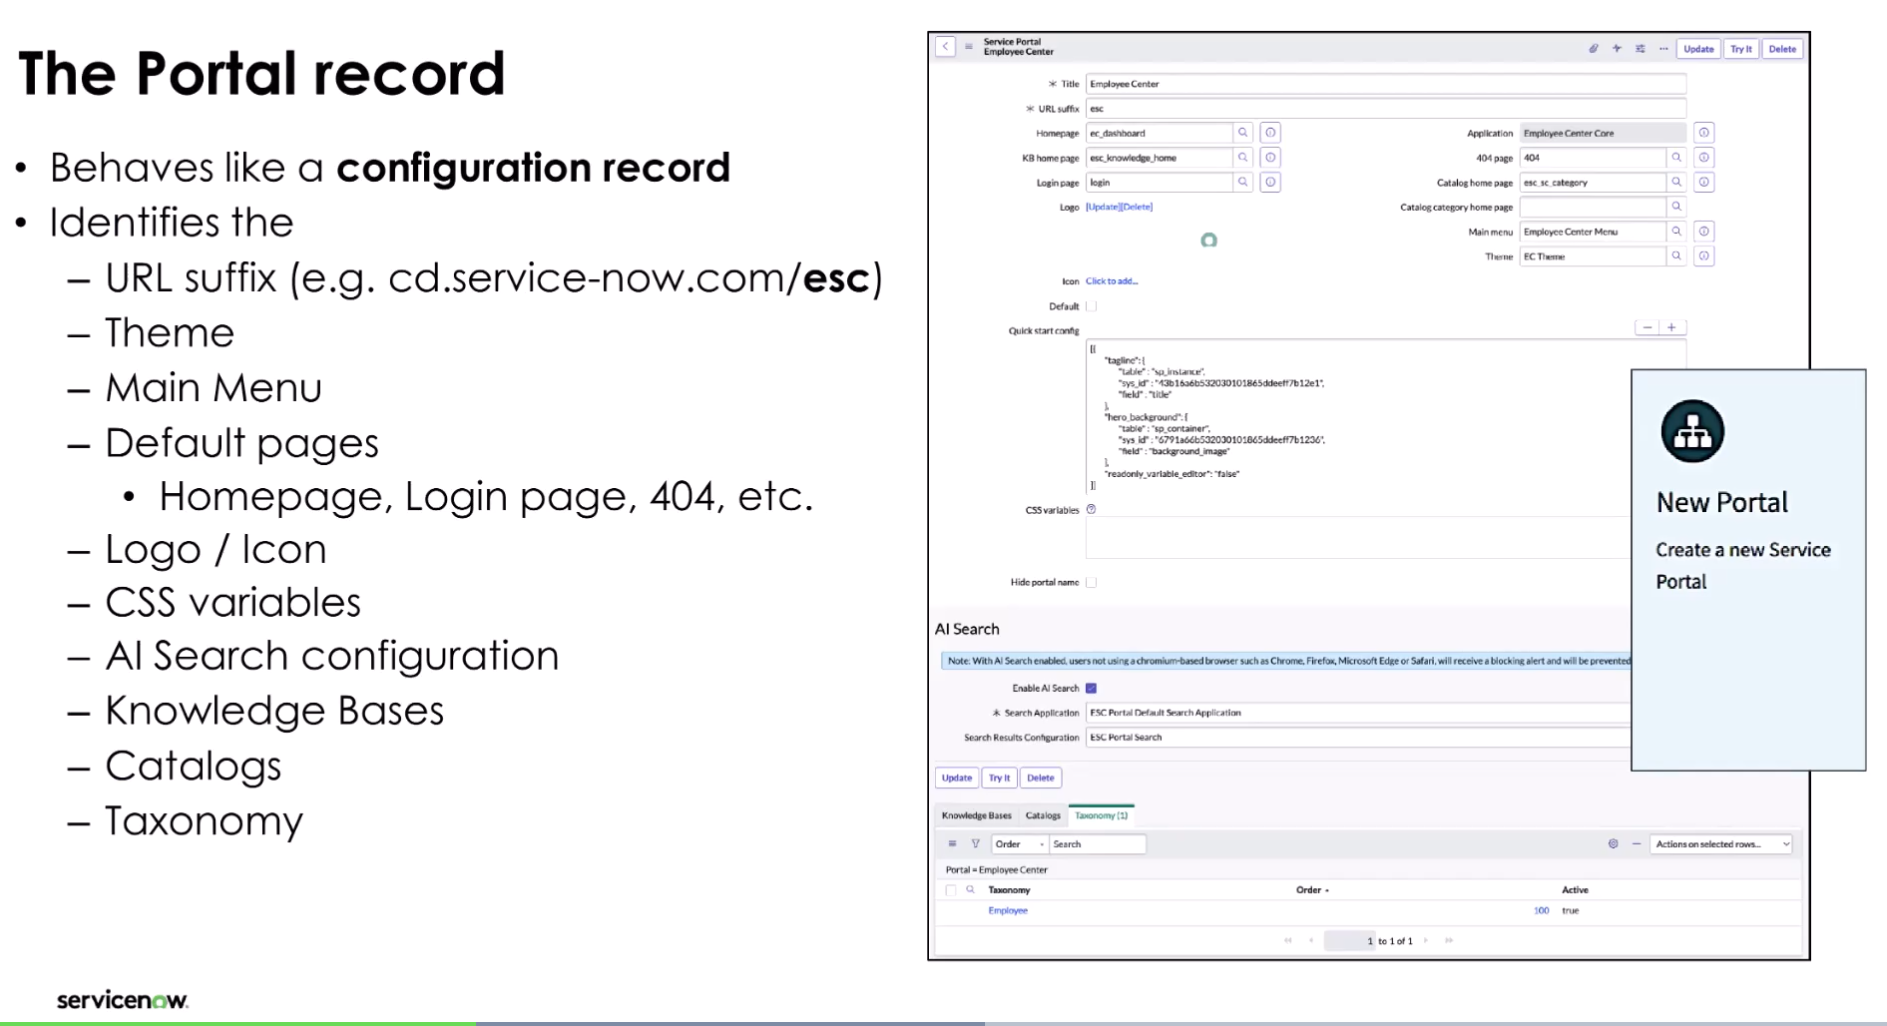 The Portal record
• Behaves like a configuration record
• Identifies the
– URL suffix (e.g. cd.service-now.com/esc)
– Theme
– Main Menu
– Default pages
• Homepage, Login page, 404, etc.
– Logo / Icon
– CSS variables
– AI Search configuration
– Knowledge Bases
– Catalogs
– Taxonomy
servicenow.
Service Portal
Employee Center
Update Try It Delete
* Title Employee Center
* URL suffix esc
Homepage ec_dashboard Application Employee Center Core
KB home page esc_knowledge_home 404 page 404
Login page login Catalog home page esc_sc_category
Logo [Update][Delete] Catalog category home page
Main menu Employee Center Menu
Theme EC Theme
Icon Click to add...
Default
Quick start config
[{
"tagline": {
"table" : "sp_instance",
"sys_id" : "43b16a6b532030101865ddeeff7b12e1",
"field" : "title"
},
"hero_background": {
"table" : "sp_container",
"sys_id" : "6791a66b532030101865ddeeff7b1236",
"field" : "background_image"
},
"readonly_variable_editor": "false"
}]
CSS variables
Hide portal name
AI Search
Note: With AI Search enabled, users not using a chromium-based browser such as Chrome, Firefox, Microsoft Edge or Safari, will receive a blocking alert and will be prevented
Enable AI Search
* Search Application ESC Portal Default Search Application
Search Results Configuration ESC Portal Search
Update Try It Delete
Knowledge Bases Catalogs Taxonomy (1)
Order Search Actions on selected rows...
Portal = Employee Center
Taxonomy Order Active
Employee 100 true
1 to 1 of 1
New Portal
Create a new Service
Portal